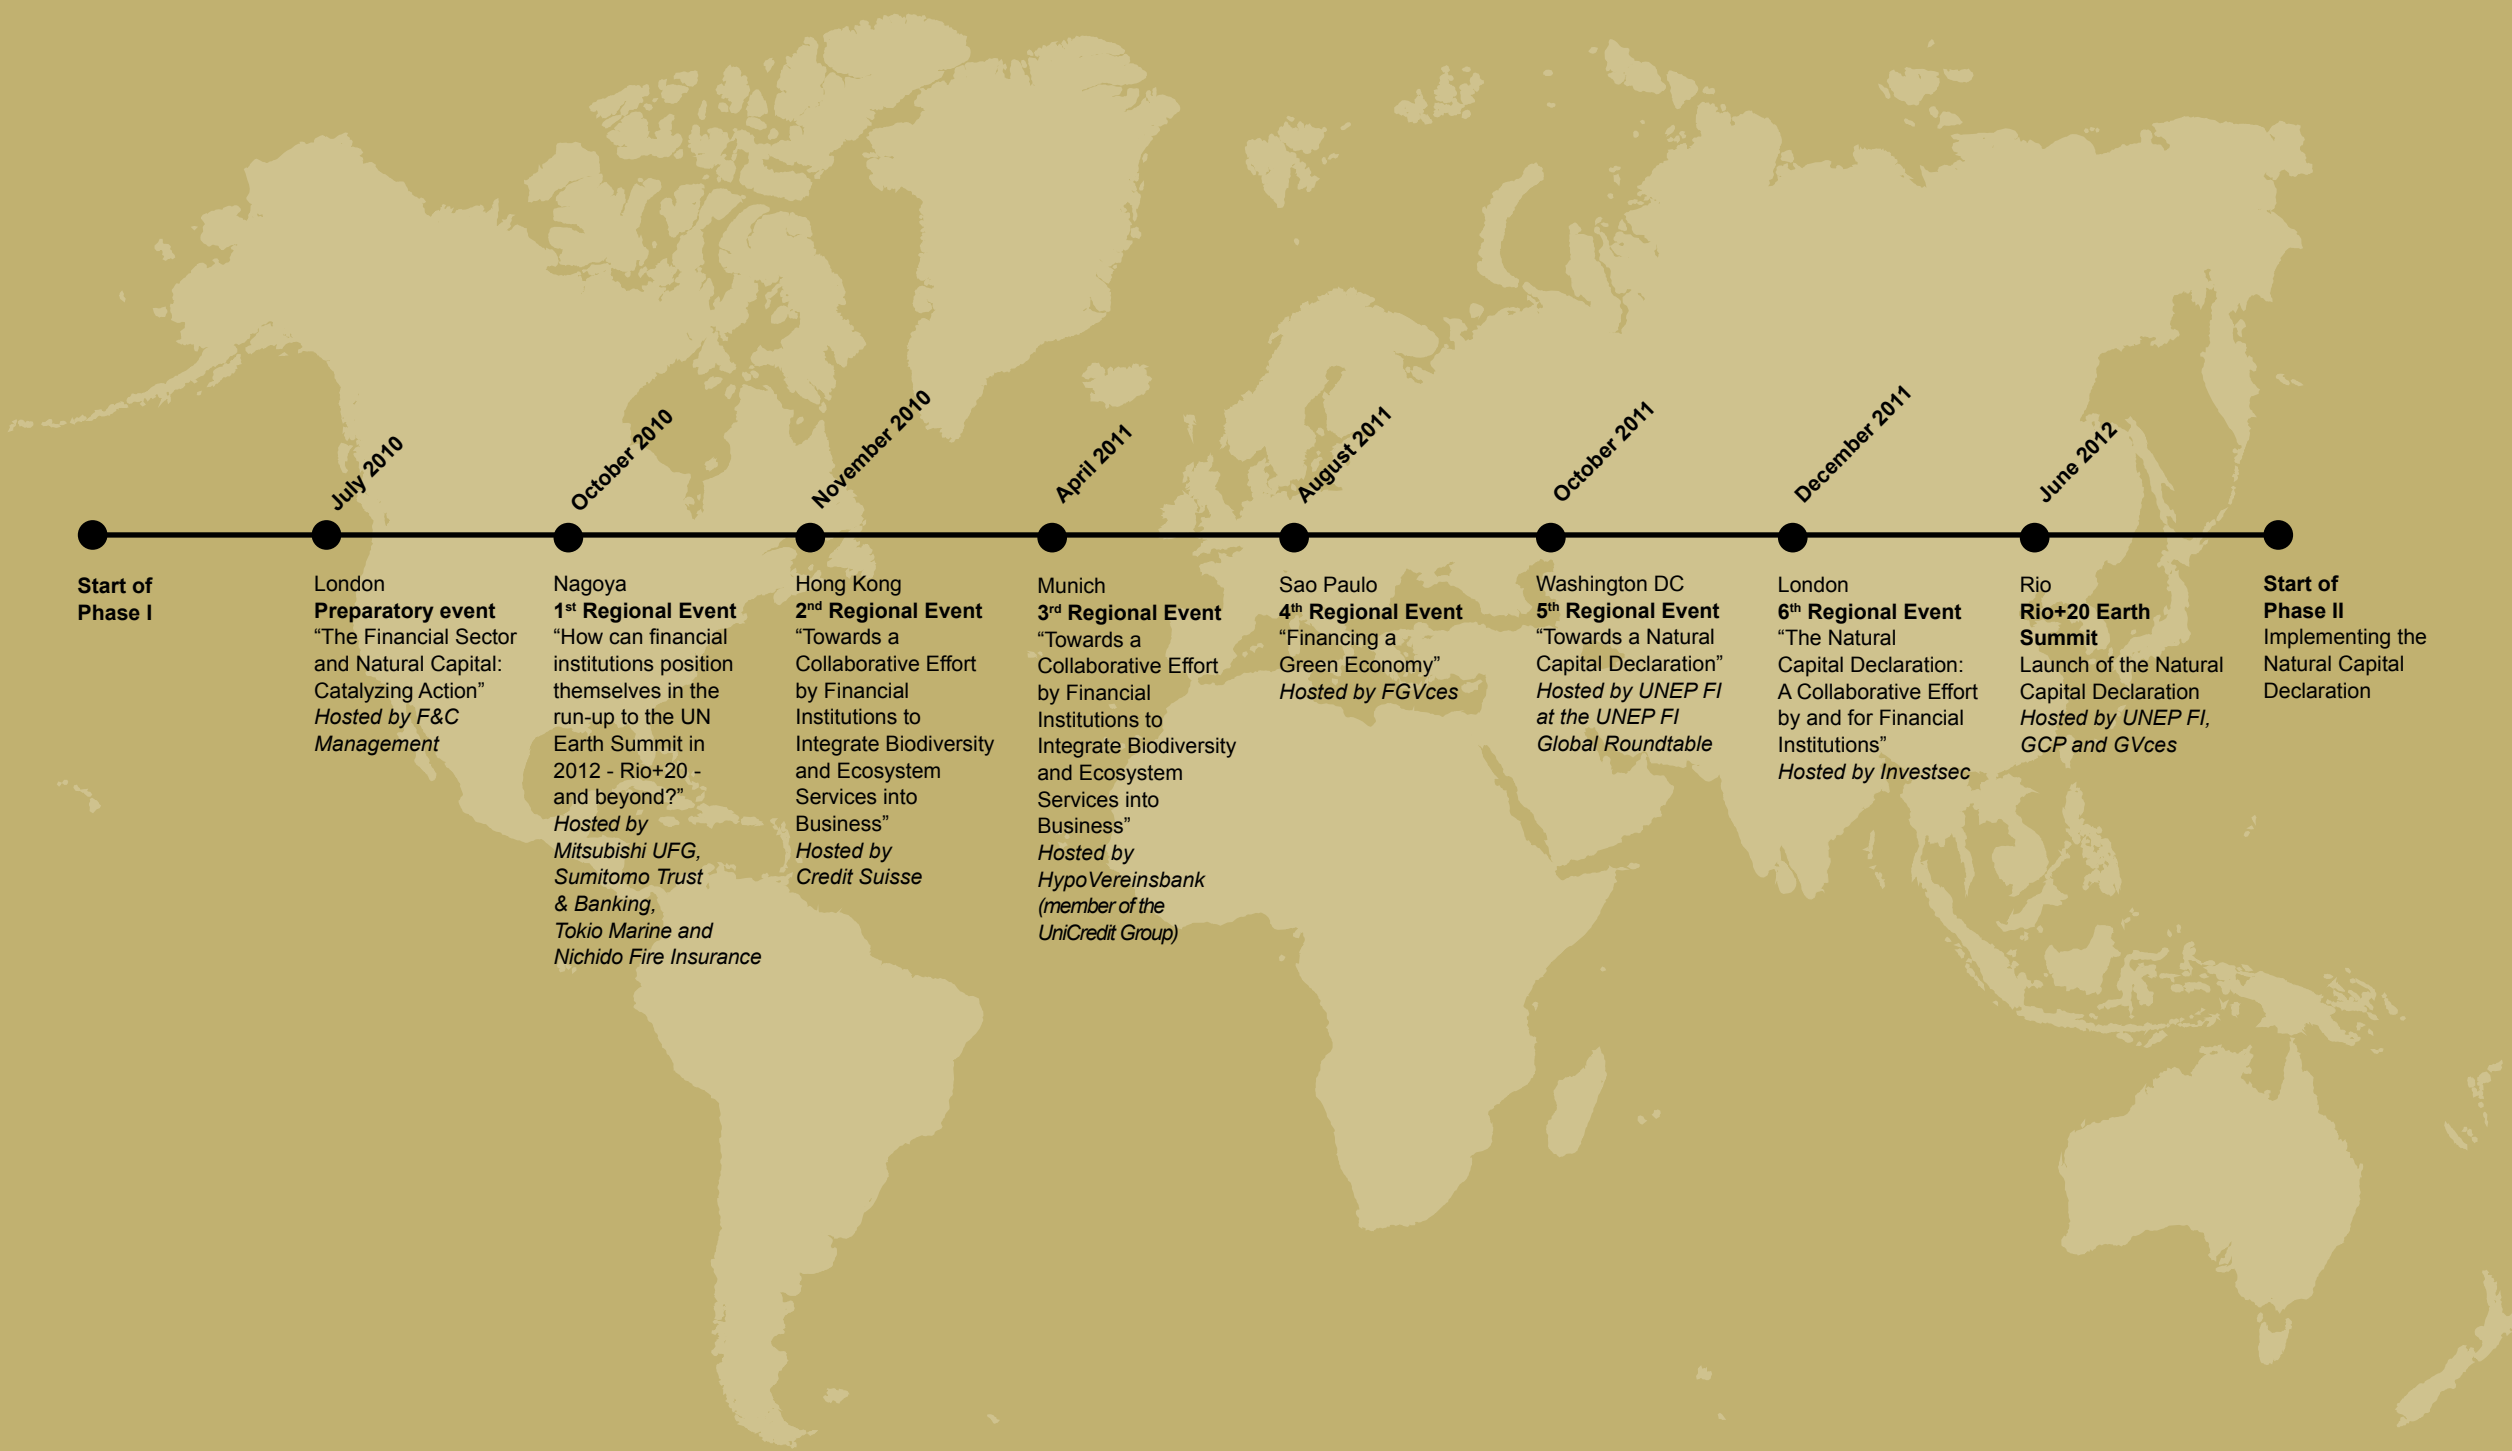 July 2010
October 2010
November 2010
April 2011
August 2011
October 2011
December 2011
June 2012
Start of
Phase I
London
Preparatory event
“The Financial Sector
and Natural Capital:
Catalyzing Action”
Hosted by F&C
Management
Nagoya
1st Regional Event
“How can financial
institutions position
themselves in the
run-up to the UN
Earth Summit in
2012 - Rio+20 -
and beyond?”
Hosted by
Mitsubishi UFG,
Sumitomo Trust
& Banking,
Tokio Marine and
Nichido Fire Insurance
Hong Kong
2nd Regional Event
“Towards a
Collaborative Effort
by Financial
Institutions to
Integrate Biodiversity
and Ecosystem
Services into
Business”
Hosted by
Credit Suisse
Munich
3rd Regional Event
“Towards a
Collaborative Effort
by Financial
Institutions to
Integrate Biodiversity
and Ecosystem
Services into
Business”
Hosted by
HypoVereinsbank
(member of the
UniCredit Group)
Sao Paulo
4th Regional Event
“Financing a
Green Economy”
Hosted by FGVces
Washington DC
5th Regional Event
“Towards a Natural
Capital Declaration”
Hosted by UNEP FI
at the UNEP FI
Global Roundtable
London
6th Regional Event
“The Natural
Capital Declaration:
A Collaborative Effort
by and for Financial
Institutions”
Hosted by Investsec
Rio
Rio+20 Earth
Summit
Launch of the Natural
Capital Declaration
Hosted by UNEP FI,
GCP and GVces
Start of
Phase II
Implementing the
Natural Capital
Declaration